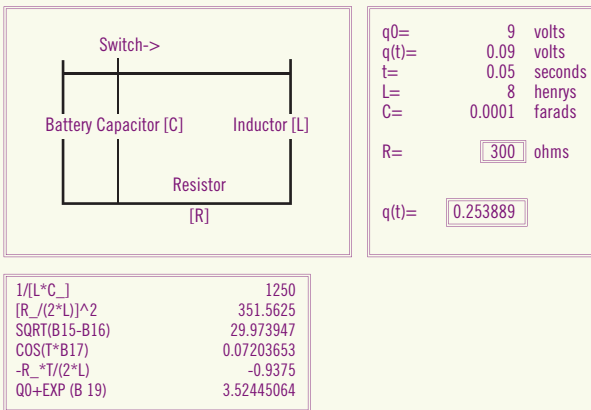 Switch->
Battery Capacitor [C] Inductor [L]
Resistor
[R]
q0= 9 volts
q(t)= 0.09 volts
t= 0.05 seconds
L= 8 henrys
C= 0.0001 farads
R= 300 ohms
q(t)= 0.253889
1/[L*C_] 1250
[R_/(2*L)]^2 351.5625
SQRT(B15-B16) 29.973947
COS(T*B17) 0.07203653
-R_*T/(2*L) -0.9375
Q0+EXP (B 19) 3.52445064